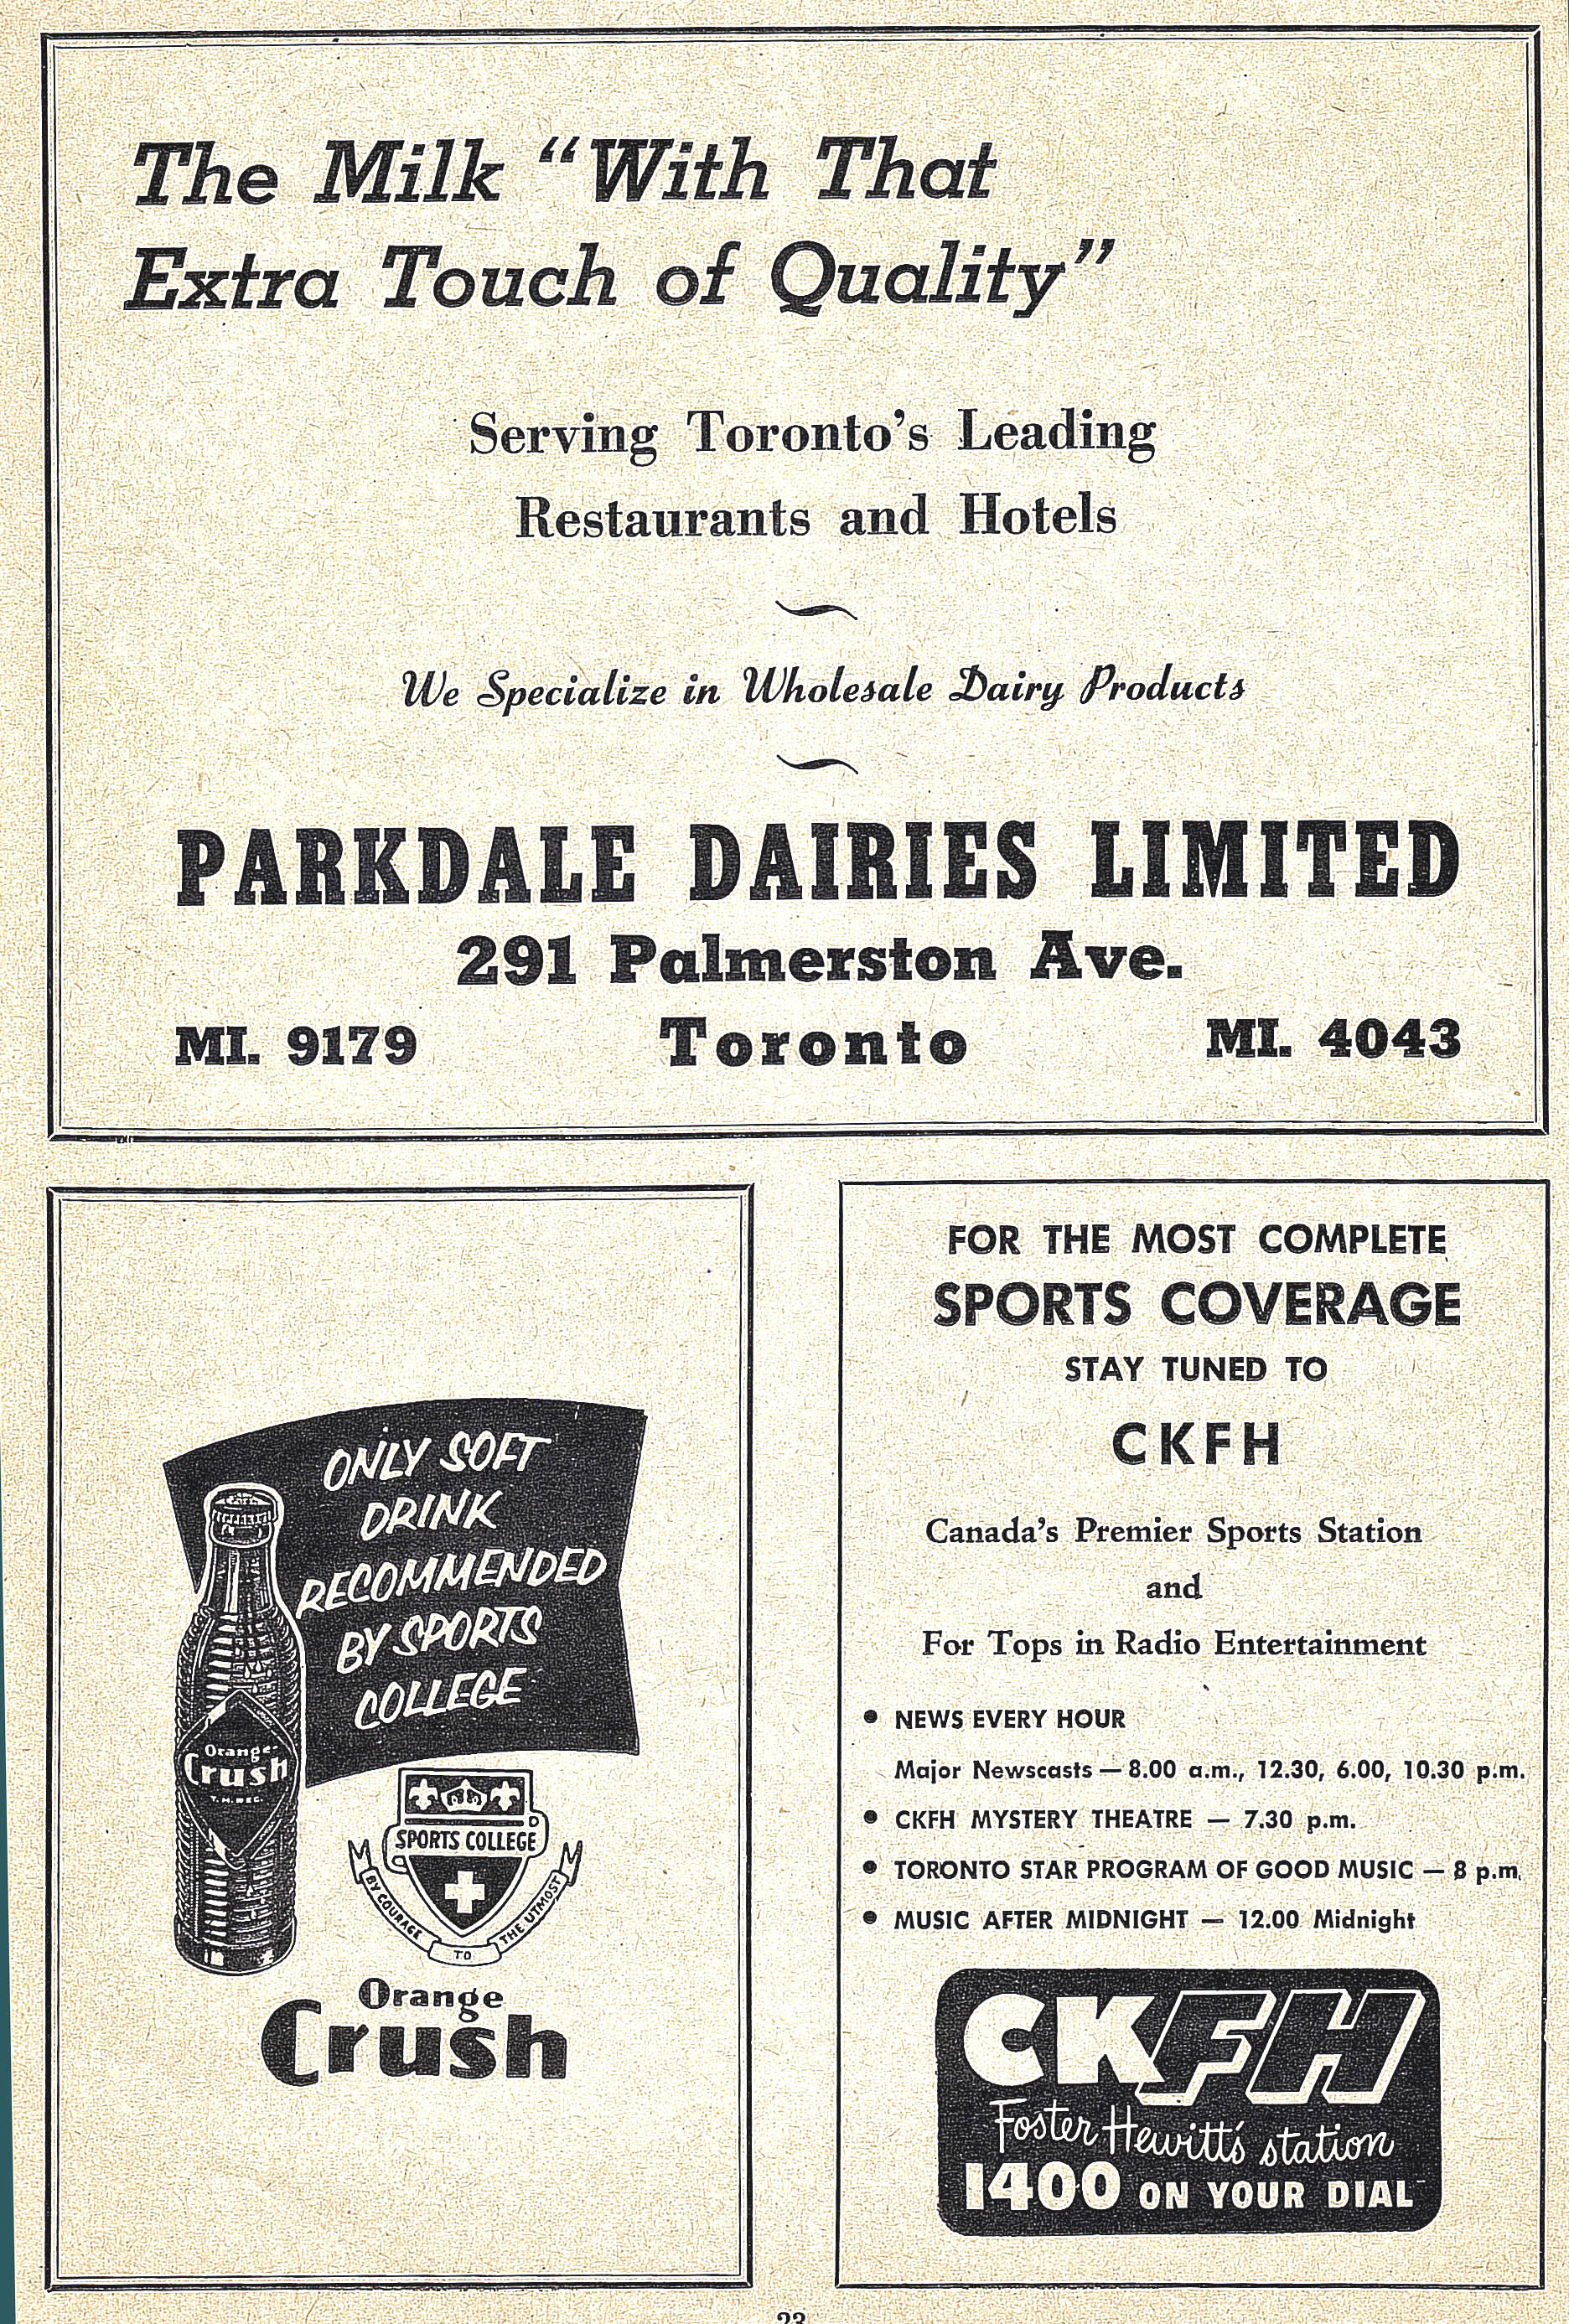 The Milk “With That
Extra Touch of Quality”
Serving Toronto’s Leading
Restaurants and Hotels
We Specialize in Wholesale Dairy Products
PARKDALE DAIRIES LIMITED
291 Palmerston Ave.
MI. 9179 Toronto MI. 4043
ONLY SOFT
DRINK
RECOMMENDED
BY SPORTS
COLLEGE
Orange-
Crush
T.M.REG.
SPORTS COLLEGE
BY COURAGE TO THE UTMOST
Orange
Crush
FOR THE MOST COMPLETE
SPORTS COVERAGE
STAY TUNED TO
CKFH
Canada’s Premier Sports Station
and
For Tops in Radio Entertainment
• NEWS EVERY HOUR
Major Newscasts — 8.00 a.m., 12.30, 6.00, 10.30 p.m.
• CKFH MYSTERY THEATRE — 7.30 p.m.
• TORONTO STAR PROGRAM OF GOOD MUSIC — 8 p.m.
• MUSIC AFTER MIDNIGHT — 12.00 Midnight
CKFH
Foster Hewitt's station
1400 ON YOUR DIAL
23